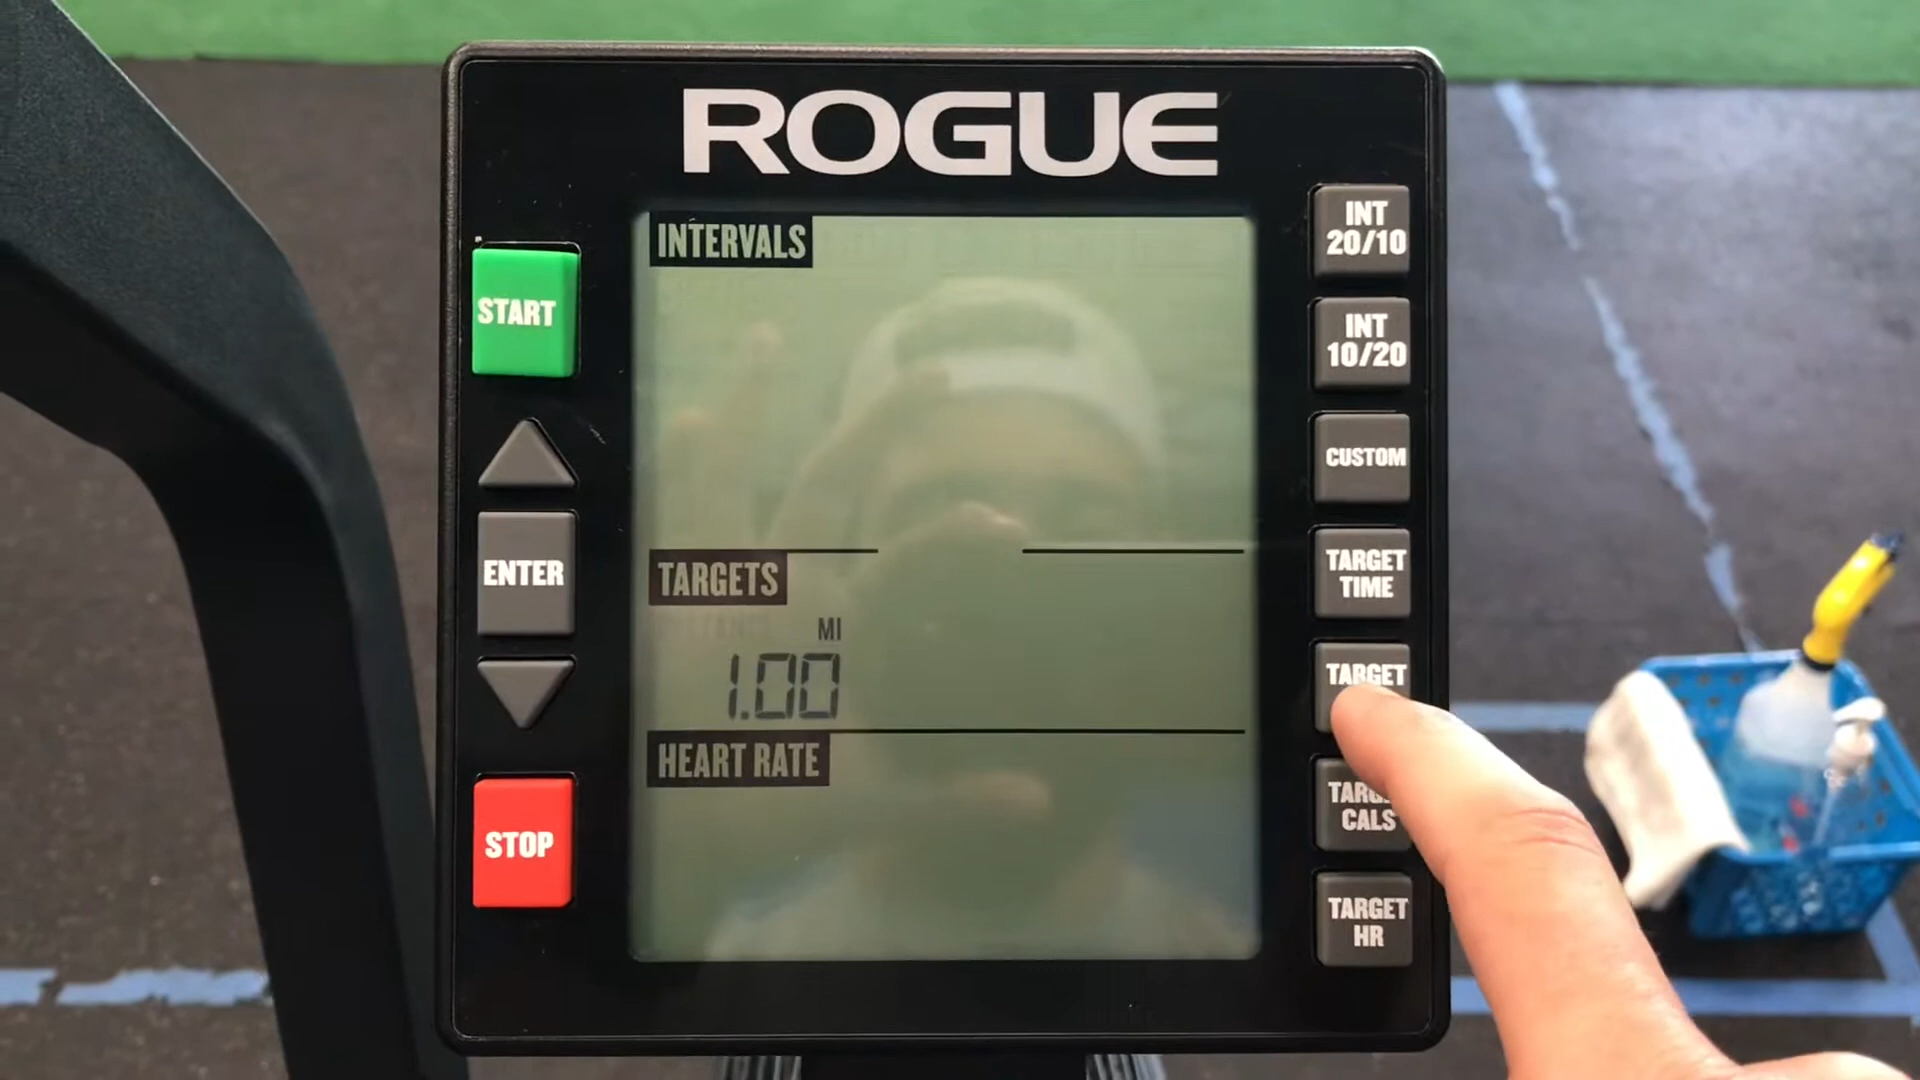 ROGUE
START
ENTER
STOP
INTERVALS
TARGETS
DISTANCE MI
1.00
HEART RATE
INT
20/10
INT
10/20
CUSTOM
TARGET
TIME
TARGET
CALS
TARGET
HR